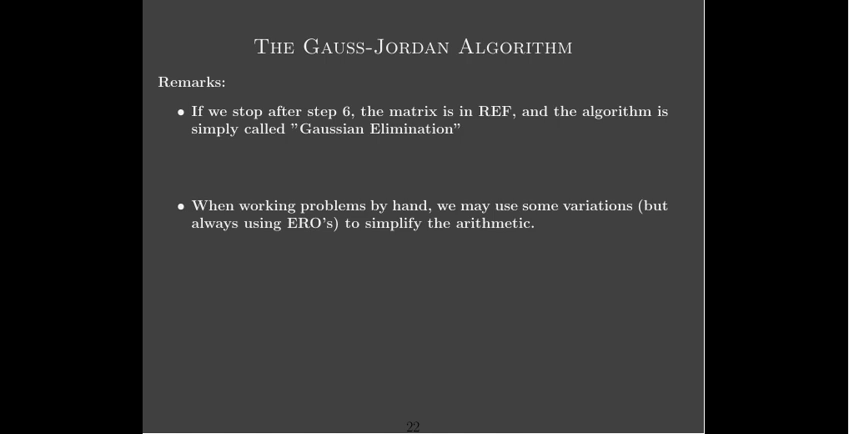 The Gauss-Jordan Algorithm
Remarks:
• If we stop after step 6, the matrix is in REF, and the algorithm is
simply called ”Gaussian Elimination”
• When working problems by hand, we may use some variations (but
always using ERO’s) to simplify the arithmetic.
22